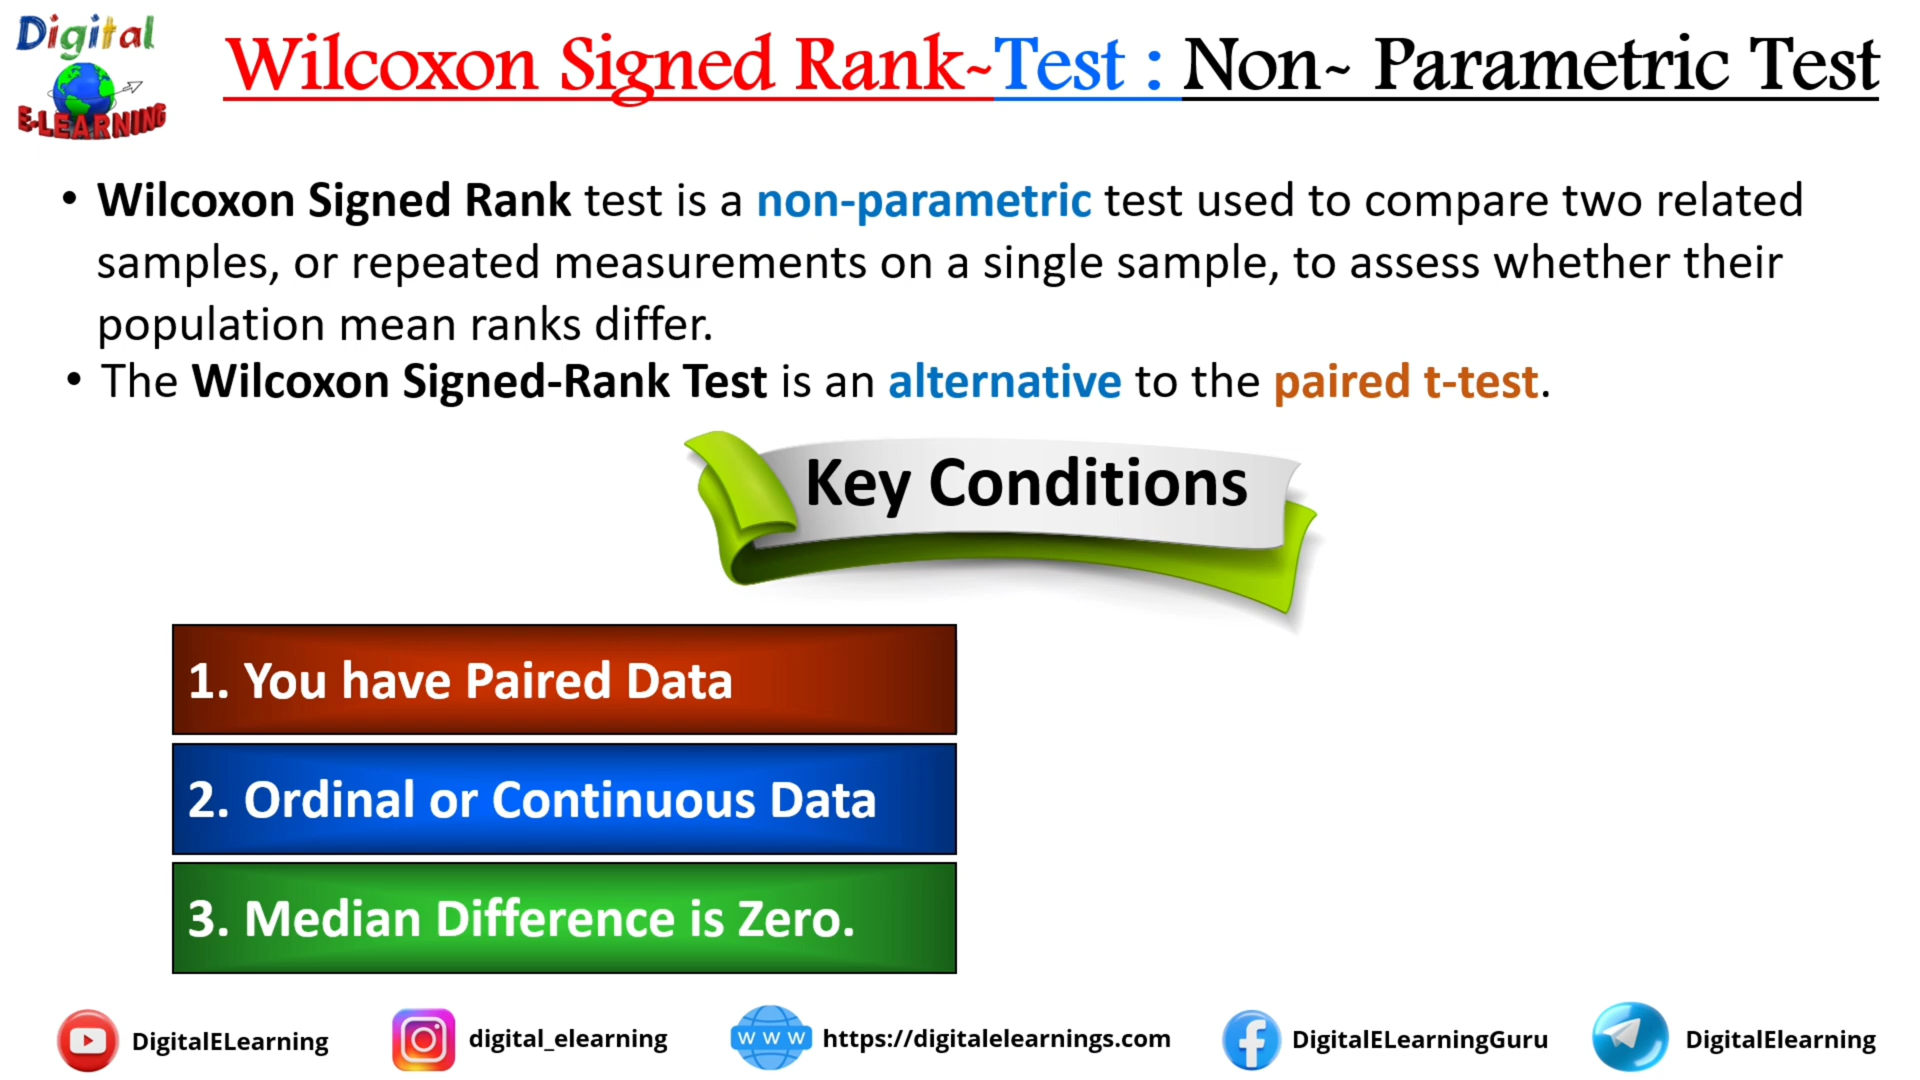 Digital
E-LEARNING
Wilcoxon Signed Rank-Test : Non- Parametric Test
• Wilcoxon Signed Rank test is a non-parametric test used to compare two related
samples, or repeated measurements on a single sample, to assess whether their
population mean ranks differ.
• The Wilcoxon Signed-Rank Test is an alternative to the paired t-test.
Key Conditions
1. You have Paired Data
2. Ordinal or Continuous Data
3. Median Difference is Zero.
DigitalELearning
digital_elearning
W W W
https://digitalelearnings.com
DigitalELearningGuru
DigitalElearning